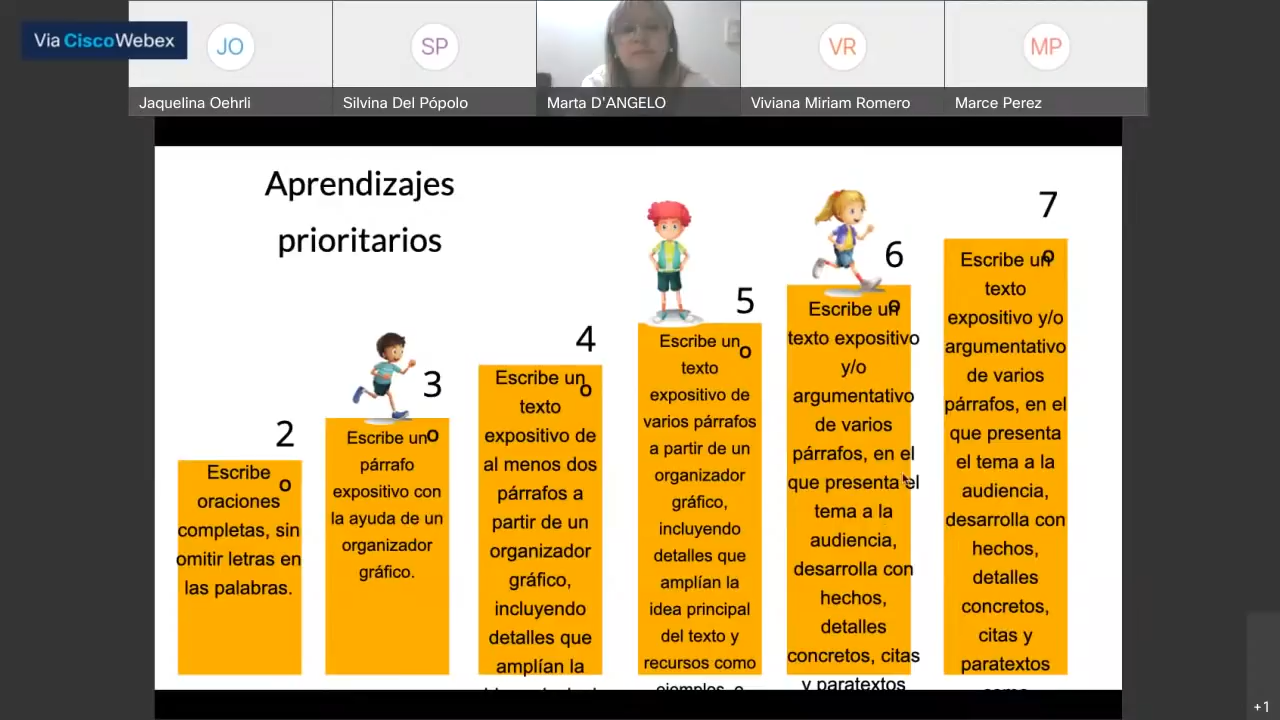 Via CiscoWebex
JO
SP
VR
MP
Jaquelina Oehrli
Silvina Del Pópolo
Marta D'ANGELO
Viviana Miriam Romero
Marce Perez
Aprendizajes
prioritarios
2
o
Escribe
oraciones
completas, sin
omitir letras en
las palabras.
3
o
Escribe un
párrafo
expositivo con
la ayuda de un
organizador
gráfico.
4
o
Escribe un
texto
expositivo de
al menos dos
párrafos a
partir de un
organizador
gráfico,
incluyendo
detalles que
amplían la
5
o
Escribe un
texto
expositivo de
varios párrafos
a partir de un
organizador
gráfico,
incluyendo
detalles que
amplían la
idea principal
del texto y
recursos como
ejemplos, o
6
o
Escribe un
texto expositivo
y/o
argumentativo
de varios
párrafos, en el
que presenta el
tema a la
audiencia,
desarrolla con
hechos,
detalles
concretos, citas
y paratextos
7
o
Escribe un
texto
expositivo y/o
argumentativo
de varios
párrafos, en el
que presenta
el tema a la
audiencia,
desarrolla con
hechos,
detalles
concretos,
citas y
paratextos
+1